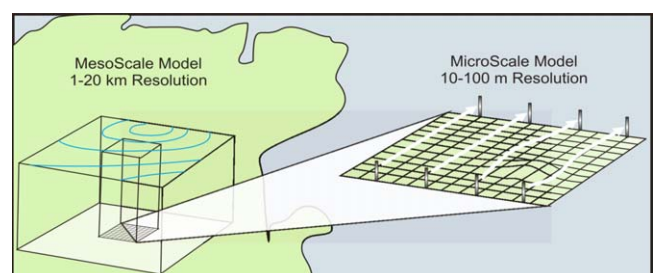 MesoScale Model
1-20 km Resolution
MicroScale Model
10-100 m Resolution